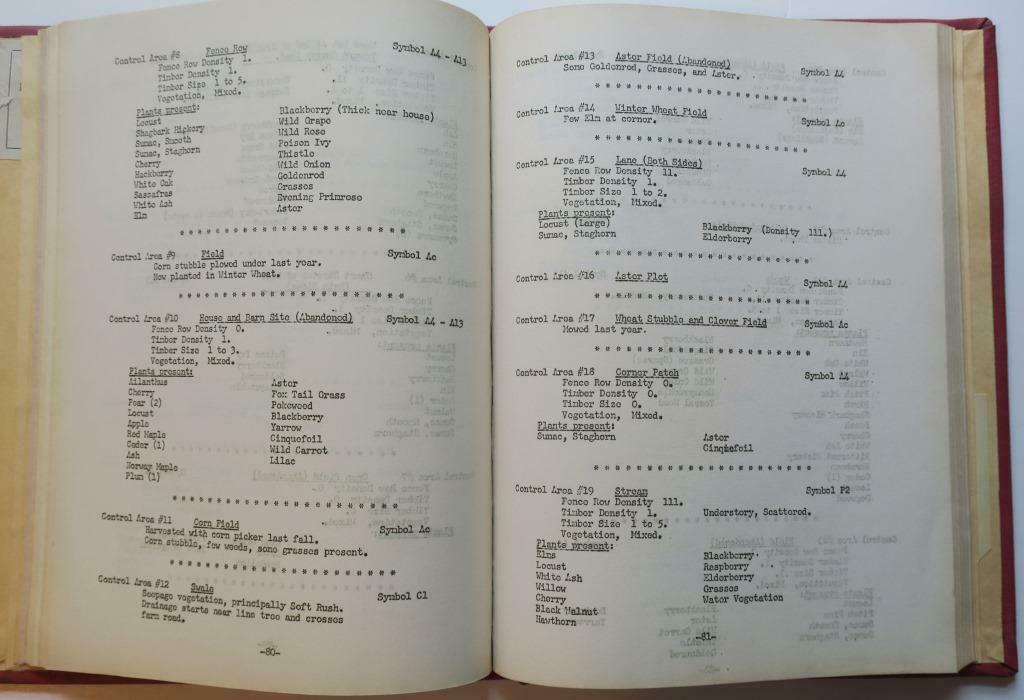 Control Area #8 Fence Row Symbol A4 - A13
Fence Row Density 1.
Timber Density 1.
Timber Size 1 to 5.
Vegetation, Mixed.
Plants present:
Locust Blackberry (Thick near house)
Shagbark Hickory Wild Grape
Sumac, Smooth Wild Rose
Sumac, Staghorn Poison Ivy
Cherry Thistle
Hackberry Wild Onion
White Oak Goldenrod
Sassafras Grasses
White Ash Evening Primrose
Elm Aster
* * * * * * * * * * * * * * * * * * * * *
Control Area #9 Field Symbol Ac
Corn stubble plowed under last year.
Now planted in Winter Wheat.
* * * * * * * * * * * * * * * * * * * * *
Control Area #10 House and Barn Site (Abandoned) Symbol A4 - A13
Fence Row Density 0.
Timber Density 1.
Timber Size 1 to 3.
Vegetation, Mixed.
Plants present:
Ailanthus Aster
Cherry Fox Tail Grass
Pear (2) Pokeweed
Locust Blackberry
Apple Yarrow
Red Maple Cinquefoil
Cedar (1) Wild Carrot
Ash Lilac
Norway Maple
Plum (1)
* * * * * * * * * * * * * * * * * * * * *
Control Area #11 Corn Field Symbol Ac
Harvested with corn picker last fall.
Corn stubble, few weeds, some grasses present.
* * * * * * * * * * * * * * * * * * * * *
Control Area #12 Swale Symbol C1
Seepage vegetation, principally Soft Rush.
Drainage starts near line tree and crosses
farm road.
-80-
Control Area #13 Aster Field (Abandoned) Symbol A4
Some Goldenrod, Grasses, and Aster.
* * * * * * * * * * * * * * * * * * * * *
Control Area #14 Winter Wheat Field Symbol Ac
Few Elm at corner.
* * * * * * * * * * * * * * * * * * * * *
Control Area #15 Lane (Both Sides) Symbol A4
Fence Row Density 11.
Timber Density 1.
Timber Size 1 to 2.
Vegetation, Mixed.
Plants present:
Locust (Large) Blackberry (Density 111.)
Sumac, Staghorn Elderberry
* * * * * * * * * * * * * * * * * * * * *
Control Area #16 Aster Plot Symbol A4
* * * * * * * * * * * * * * * * * * * * *
Control Area #17 Wheat Stubble and Clover Field Symbol Ac
Mowed last year.
* * * * * * * * * * * * * * * * * * * * *
Control Area #18 Corner Patch Symbol A4
Fence Row Density 0.
Timber Density 0.
Timber Size 0.
Vegetation, Mixed.
Plants present:
Sumac, Staghorn Aster
Cinqëefoil
* * * * * * * * * * * * * * * * * * * * *
Control Area #19 Stream Symbol P2
Fence Row Density 111.
Timber Density 1. Understory, Scattered.
Timber Size 1 to 5.
Vegetation, Mixed.
Plants present:
Elms Blackberry
Locust Raspberry
White Ash Elderberry
Willow Grasses
Cherry Water Vegetation
Black Walnut
Hawthorn
-81-